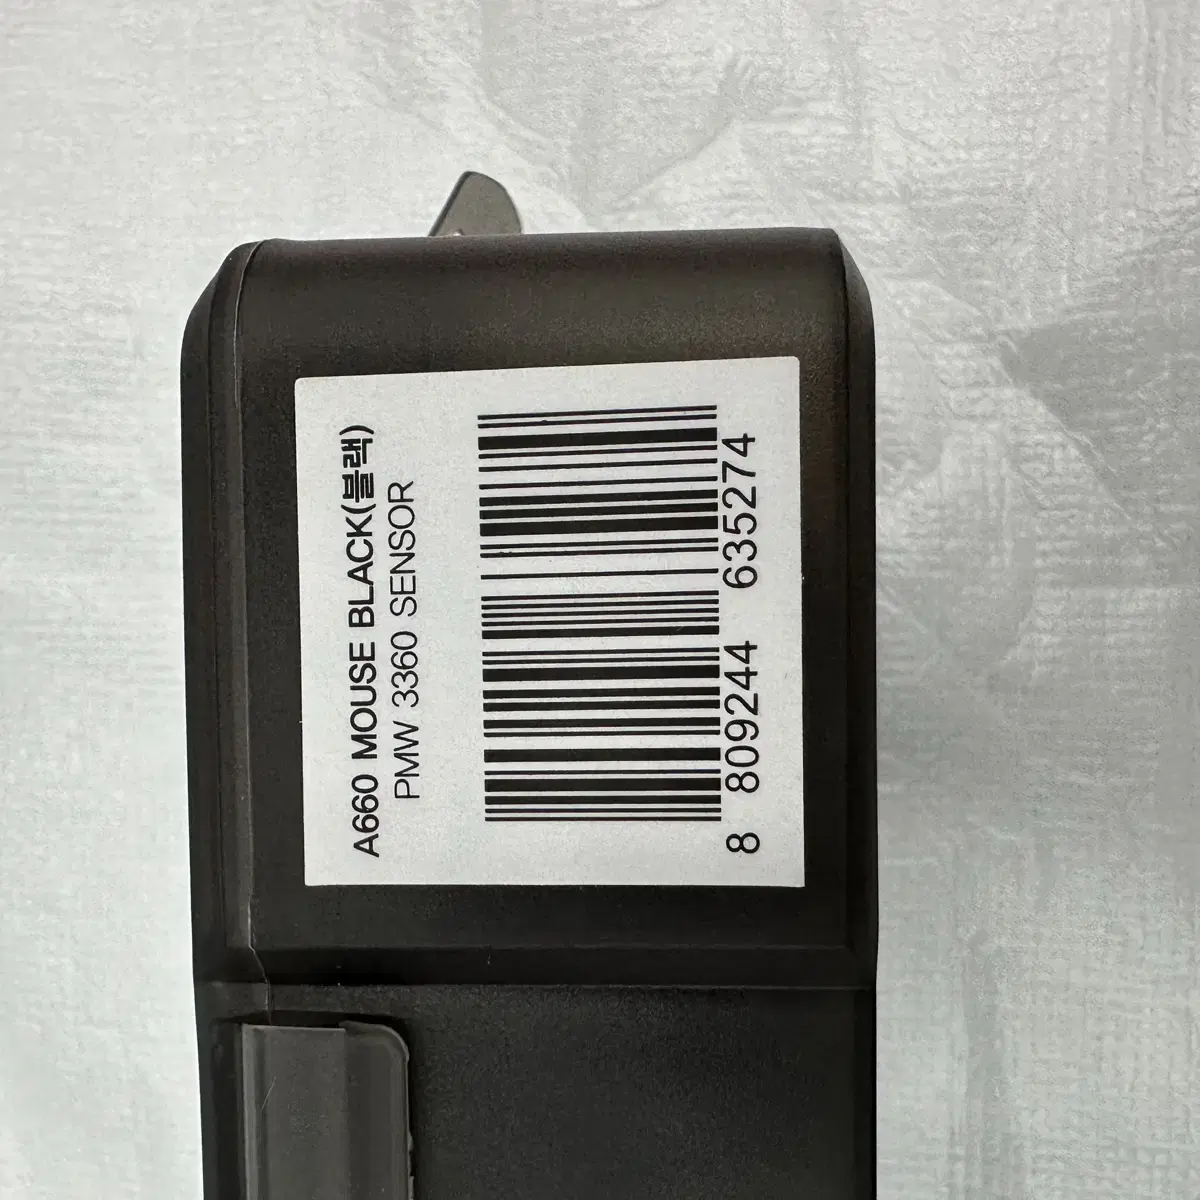 A660 MOUSE BLACK(블랙)
PMW 3360 SENSOR
8 809244 635274